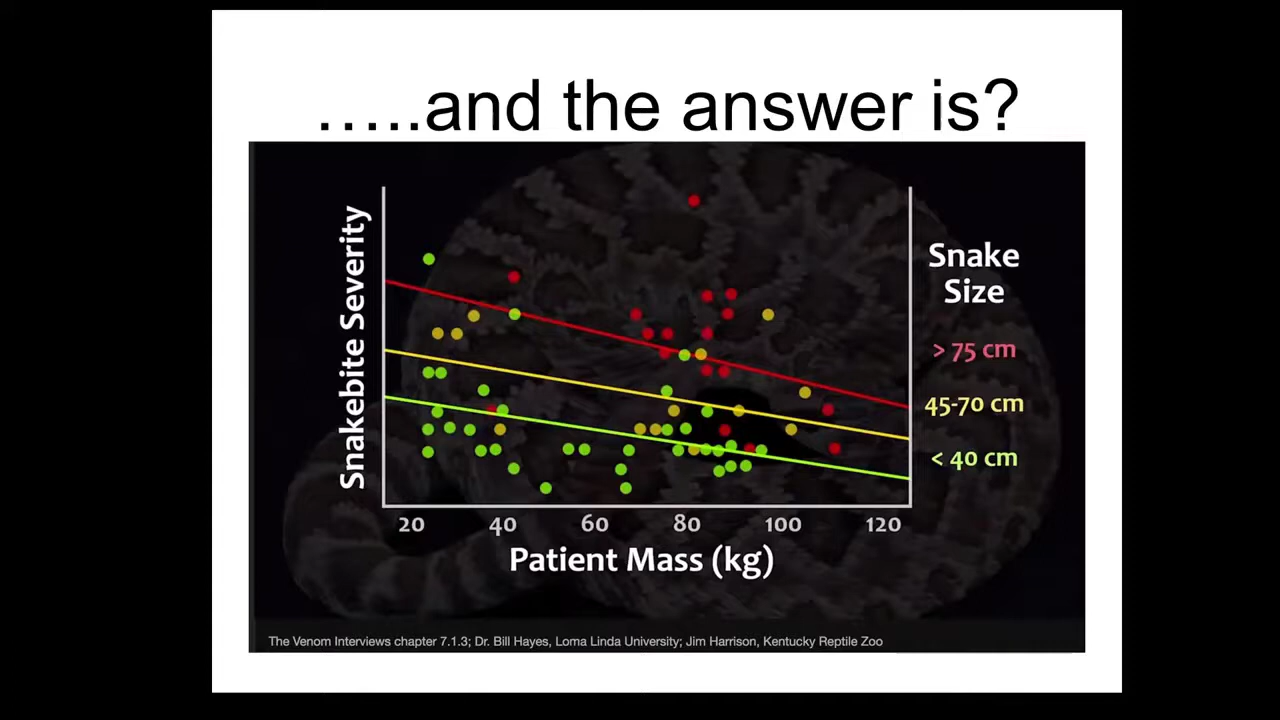 …..and the answer is?
Snakebite Severity
Snake
Size
> 75 cm
45-70 cm
< 40 cm
20 40 60 80 100 120
Patient Mass (kg)
The Venom Interviews chapter 7.1.3; Dr. Bill Hayes, Loma Linda University; Jim Harrison, Kentucky Reptile Zoo